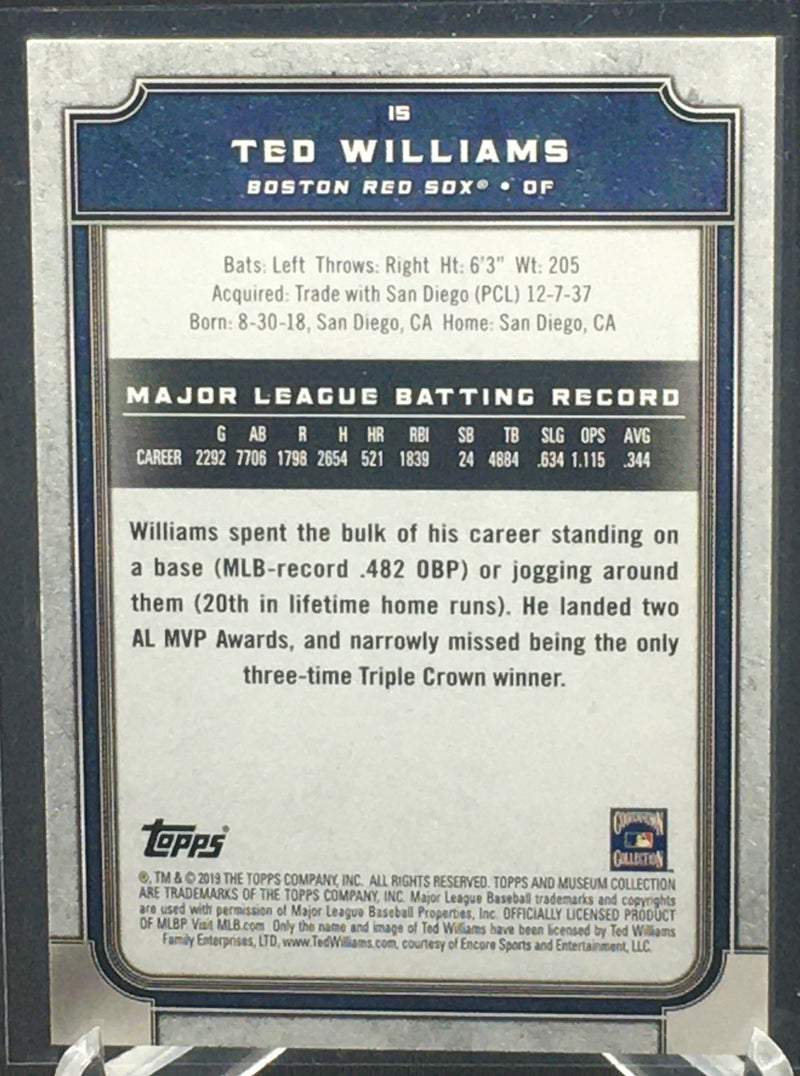 15
TED WILLIAMS
BOSTON RED SOX® • OF
Bats: Left Throws: Right Ht: 6'3" Wt: 205
Acquired: Trade with San Diego (PCL) 12-7-37
Born: 8-30-18, San Diego, CA Home: San Diego, CA
MAJOR LEAGUE BATTING RECORD
G AB R H HR RBI SB TB SLG OPS AVG
CAREER 2292 7706 1798 2654 521 1839 24 4884 .634 1.115 .344
Williams spent the bulk of his career standing on
a base (MLB-record .482 OBP) or jogging around
them (20th in lifetime home runs). He landed two
AL MVP Awards, and narrowly missed being the only
three-time Triple Crown winner.
topps®
COOPERSTOWN
COLLECTION
®, TM & © 2019 THE TOPPS COMPANY, INC. ALL RIGHTS RESERVED. TOPPS AND MUSEUM COLLECTION
ARE TRADEMARKS OF THE TOPPS COMPANY, INC. Major League Baseball trademarks and copyrights
are used with permission of Major League Baseball Properties, Inc. OFFICIALLY LICENSED PRODUCT
OF MLBP Visit MLB.com Only the name and image of Ted Williams have been licensed by Ted Williams
Family Enterprises, LTD, www.TedWilliams.com, courtesy of Encore Sports and Entertainment, LLC.